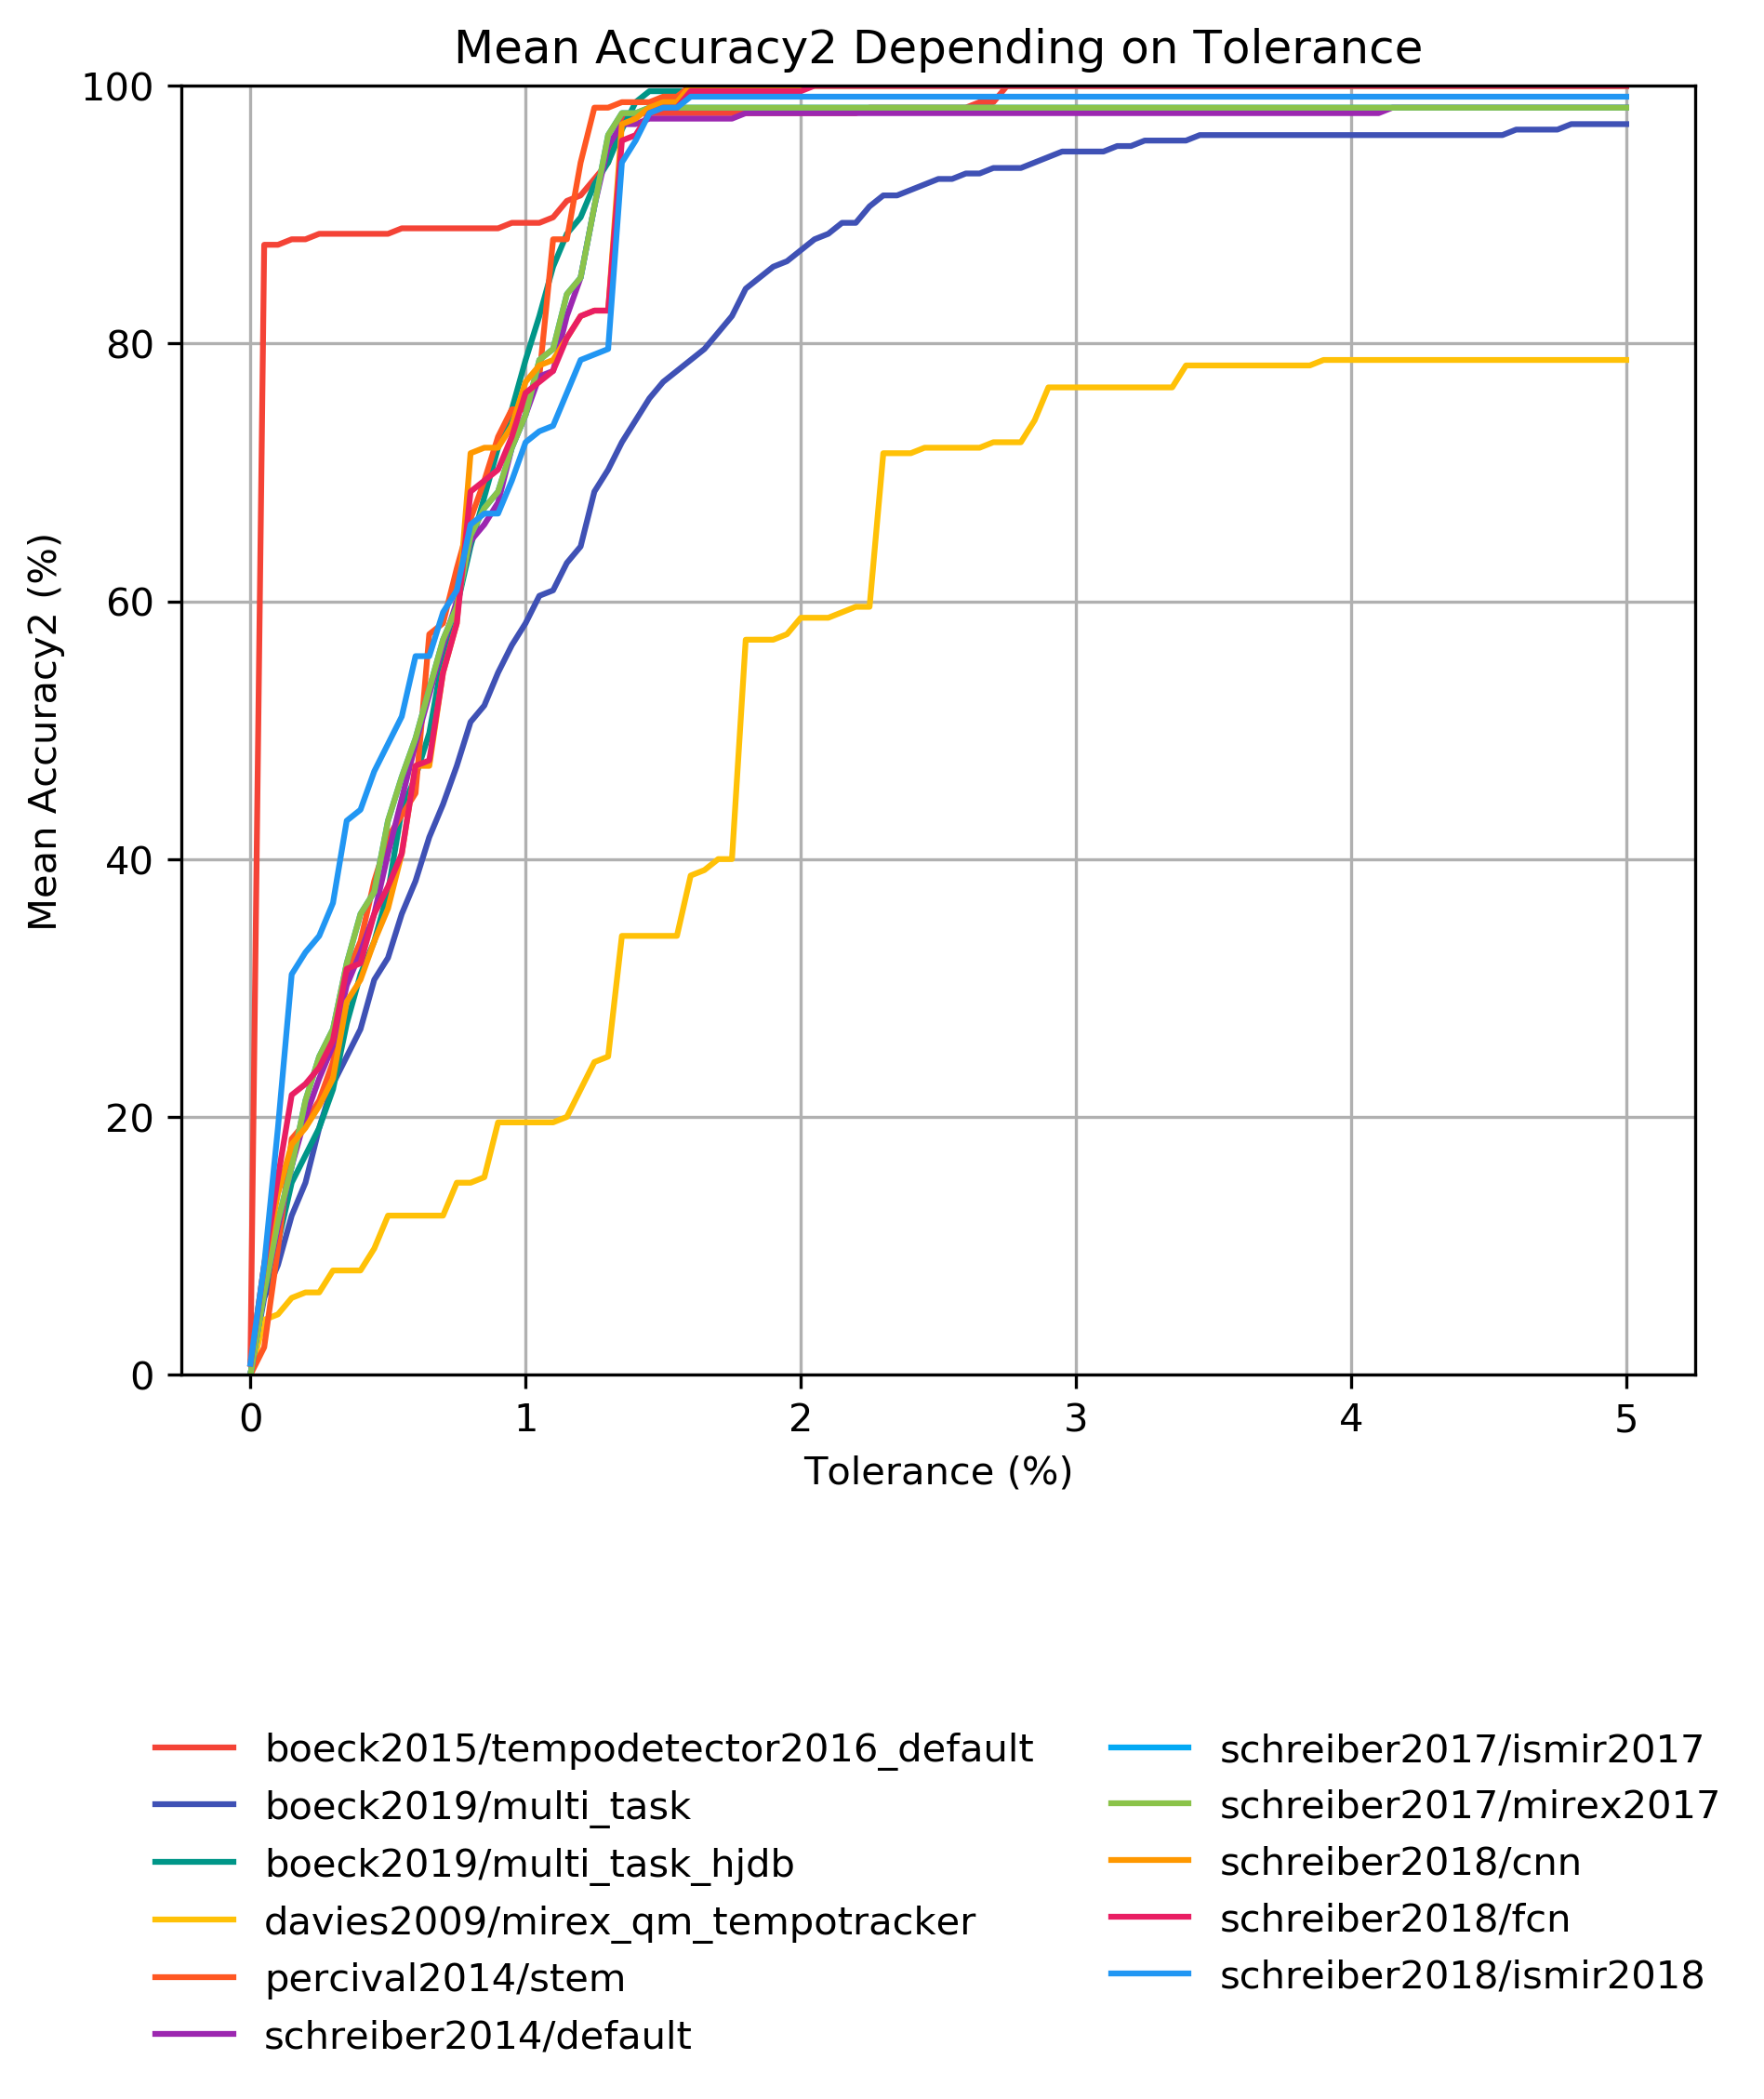 Mean Accuracy2 Depending on Tolerance
100
80
60
40
20
0
Mean Accuracy2 (%)
0 1 2 3 4 5
Tolerance (%)
boeck2015/tempodetector2016_default
boeck2019/multi_task
boeck2019/multi_task_hjdb
davies2009/mirex_qm_tempotracker
percival2014/stem
schreiber2014/default
schreiber2017/ismir2017
schreiber2017/mirex2017
schreiber2018/cnn
schreiber2018/fcn
schreiber2018/ismir2018